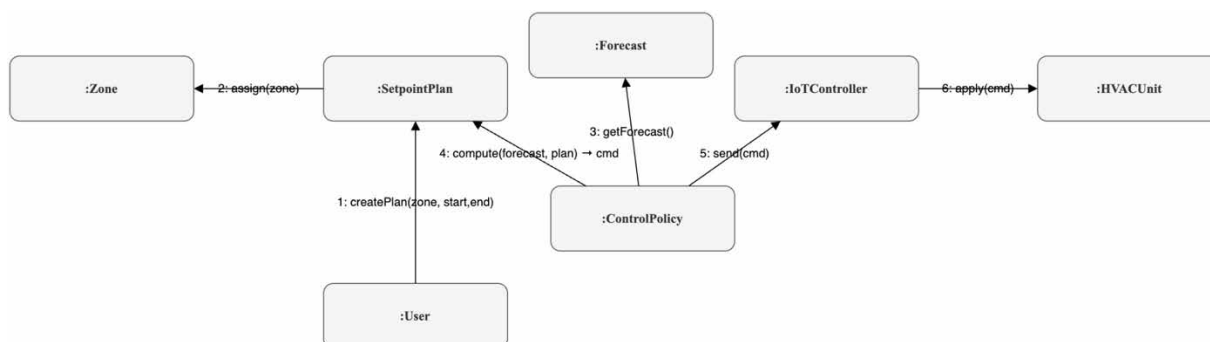 :Forecast
:Zone
2: assign(zone)
:SetpointPlan
:IoTController
6: apply(cmd)
:HVACUnit
3: getForecast()
4: compute(forecast, plan) → cmd
5: send(cmd)
1: createPlan(zone, start,end)
:ControlPolicy
:User